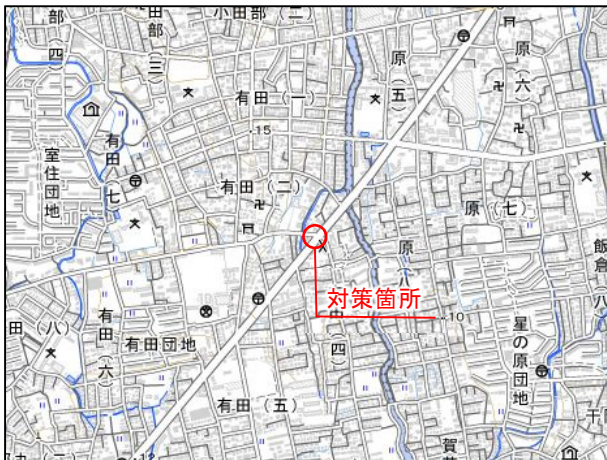 部（四）
田部（三）
小田部（二）
有田（一）
原（五）
原（六）
・15
室住団地
有田（七）
有田（二）
原（七）
原（八）
飯倉（八）
対策箇所
・10
（四）
田（八）
有田（六）
有田団地
星の原団地
有田（五）
・12